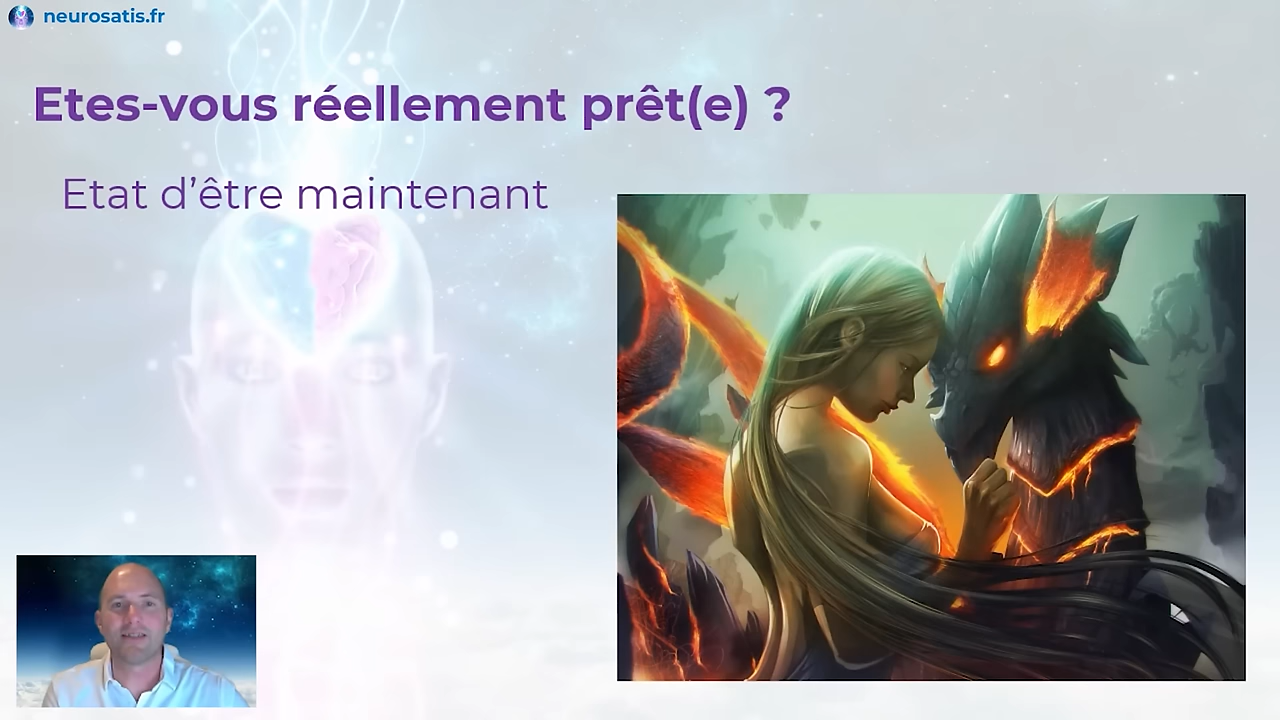 neurosatis.fr
Etes-vous réellement prêt(e) ?
Etat d’être maintenant